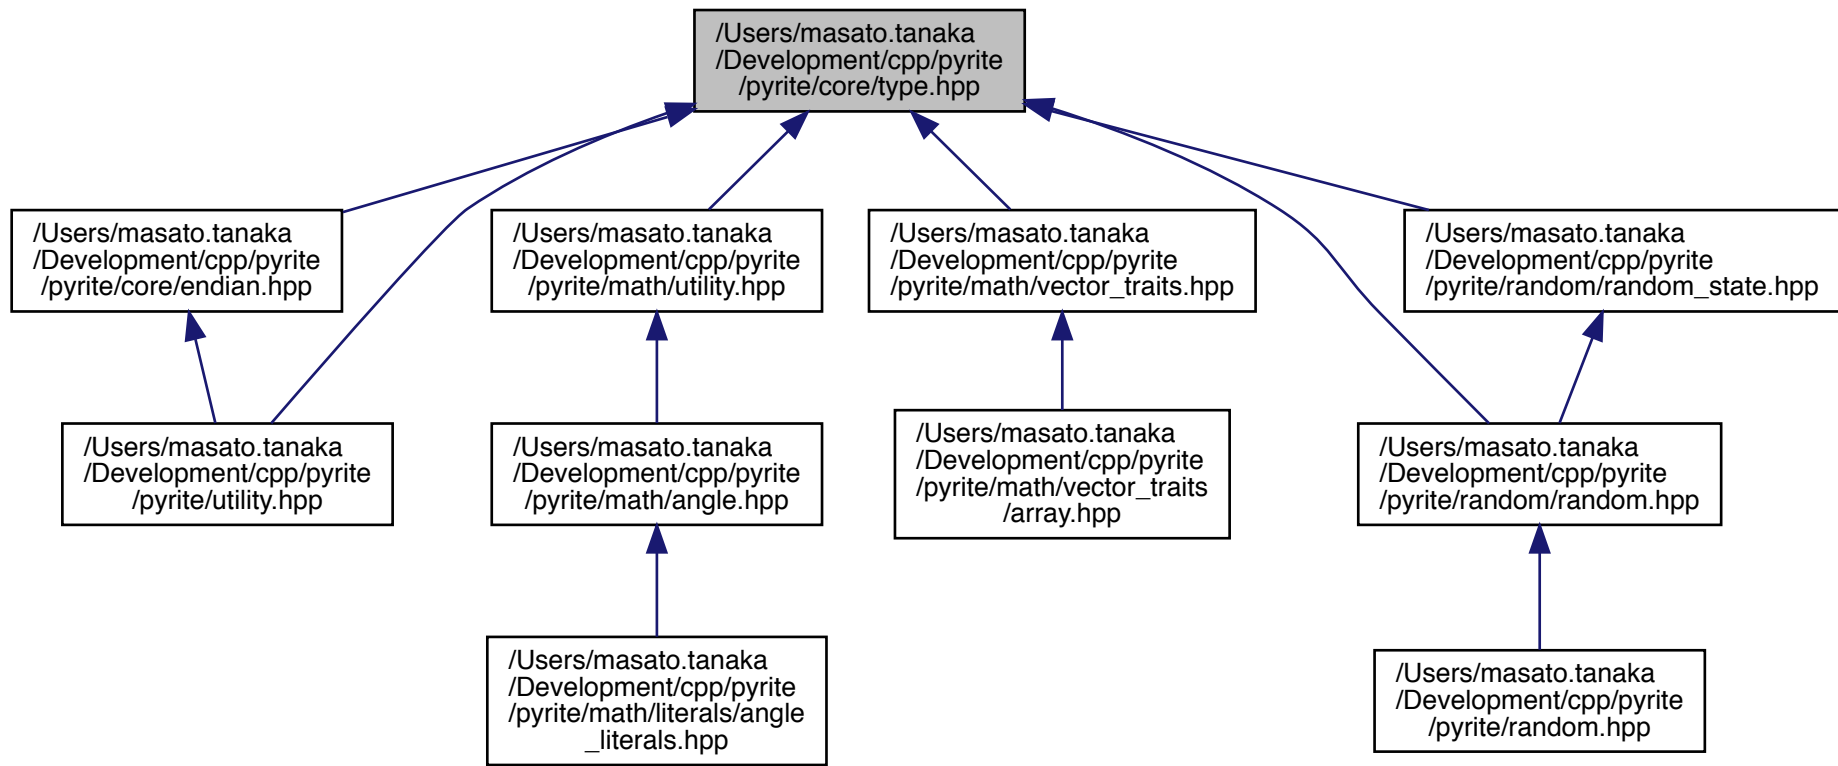 /Users/masato.tanaka
/Development/cpp/pyrite
/pyrite/core/type.hpp
/Users/masato.tanaka
/Development/cpp/pyrite
/pyrite/core/endian.hpp
/Users/masato.tanaka
/Development/cpp/pyrite
/pyrite/math/utility.hpp
/Users/masato.tanaka
/Development/cpp/pyrite
/pyrite/math/vector_traits.hpp
/Users/masato.tanaka
/Development/cpp/pyrite
/pyrite/random/random_state.hpp
/Users/masato.tanaka
/Development/cpp/pyrite
/pyrite/utility.hpp
/Users/masato.tanaka
/Development/cpp/pyrite
/pyrite/math/angle.hpp
/Users/masato.tanaka
/Development/cpp/pyrite
/pyrite/math/vector_traits
/array.hpp
/Users/masato.tanaka
/Development/cpp/pyrite
/pyrite/random/random.hpp
/Users/masato.tanaka
/Development/cpp/pyrite
/pyrite/math/literals/angle
_literals.hpp
/Users/masato.tanaka
/Development/cpp/pyrite
/pyrite/random.hpp